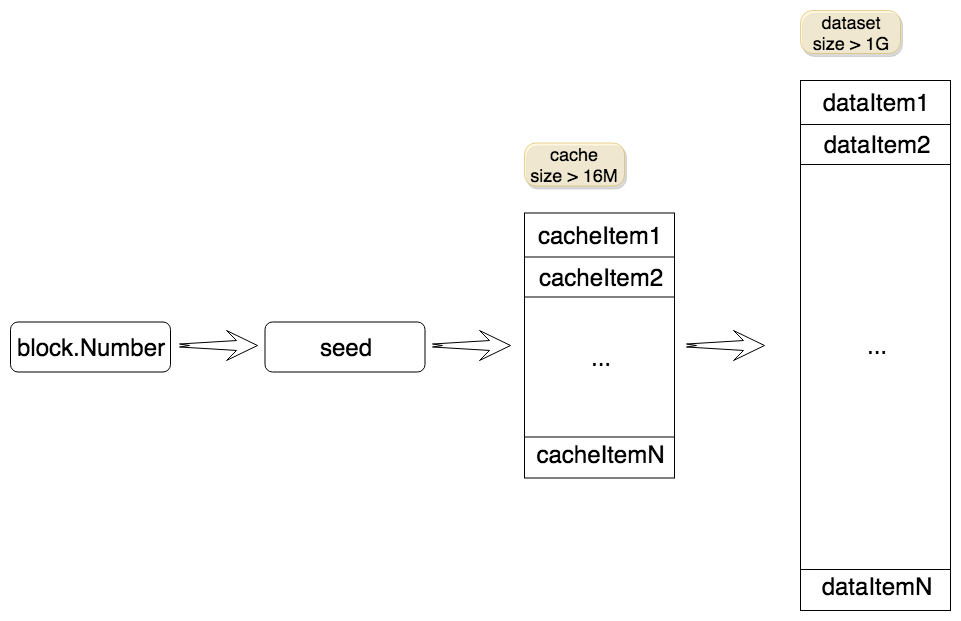 block.Number
seed
cache
size > 16M
cacheItem1
cacheItem2
...
cacheItemN
dataset
size > 1G
dataItem1
dataItem2
...
dataItemN